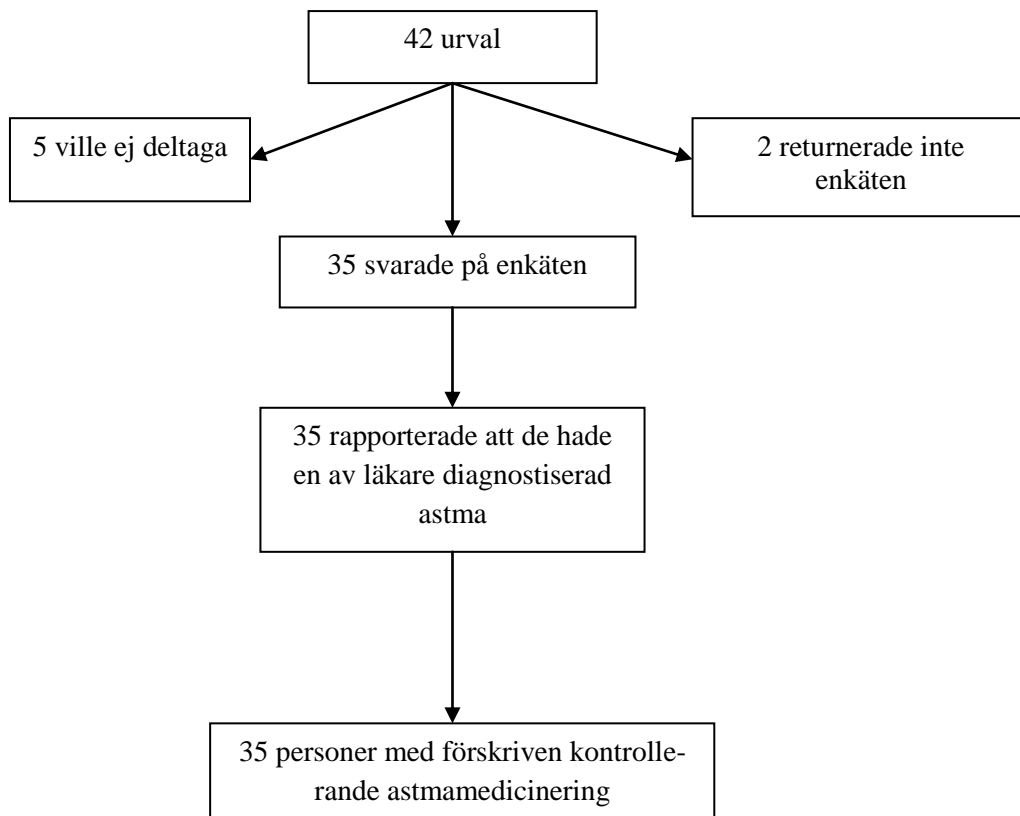 42 urval
5 ville ej deltaga
2 returnerade inte
enkäten
35 svarade på enkäten
35 rapporterade att de hade
en av läkare diagnostiserad
astma
35 personer med förskriven kontrolle-
rande astmamedicinering